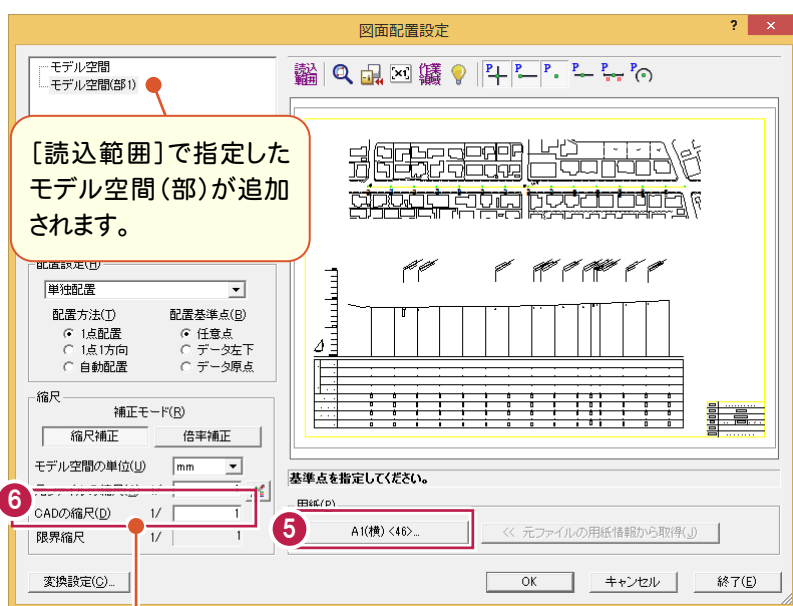 図面配置設定
? ×
モデル空間
モデル空間(部1)
読込範囲
作業領域
[読込範囲]で指定した
モデル空間(部)が追加
されます。
配置設定(H)
単独配置
配置方法(T) 配置基準点(B)
1点配置 任意点
1点1方向 データ左下
自動配置 データ原点
縮尺
補正モード(R)
縮尺補正 倍率補正
モデル空間の単位(U) mm
6
CADの縮尺(D) 1/ 1
限界縮尺 1/ 1
変換設定(C)...
基準点を指定してください。
用紙(P)
5
A1(横) <46>...
<< 元ファイルの用紙情報から取得(J)
OK キャンセル 終了(E)